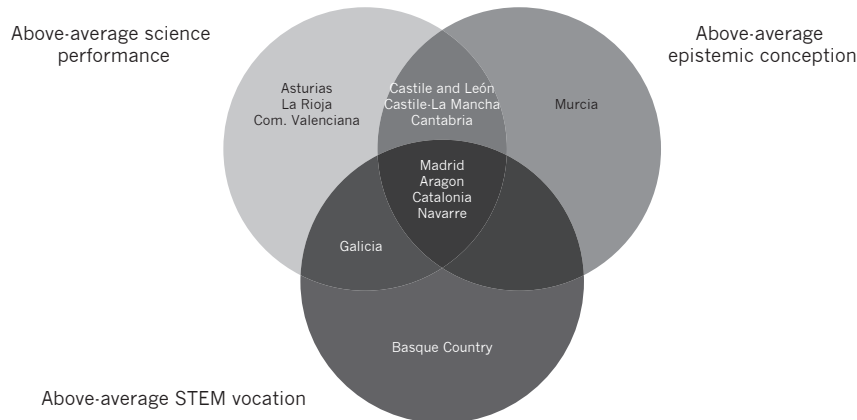 Above-average science
performance
Above-average
epistemic conception
Asturias
La Rioja
Com. Valenciana
Castile and León
Castile-La Mancha
Cantabria
Murcia
Madrid
Aragon
Catalonia
Navarre
Galicia
Basque Country
Above-average STEM vocation